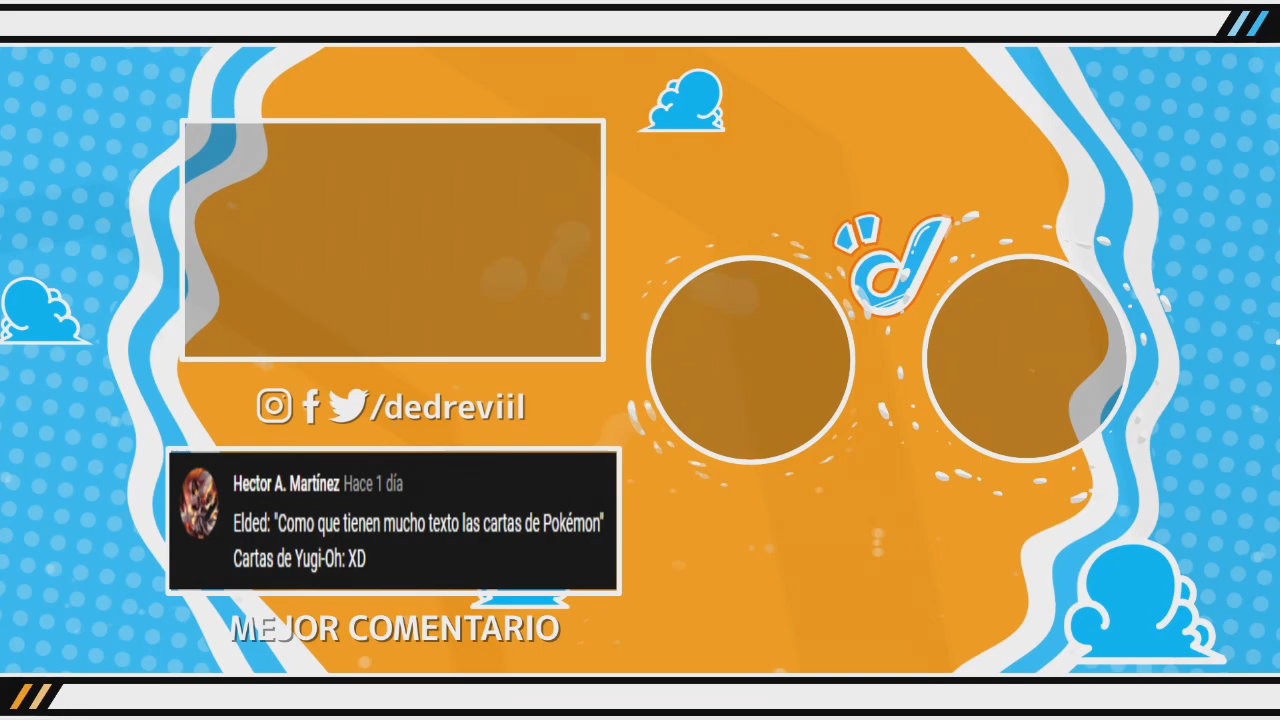 /dedreviil
Hector A. Martínez Hace 1 día
Elded: "Como que tienen mucho texto las cartas de Pokémon"
Cartas de Yugi-Oh: XD
MEJOR COMENTARIO